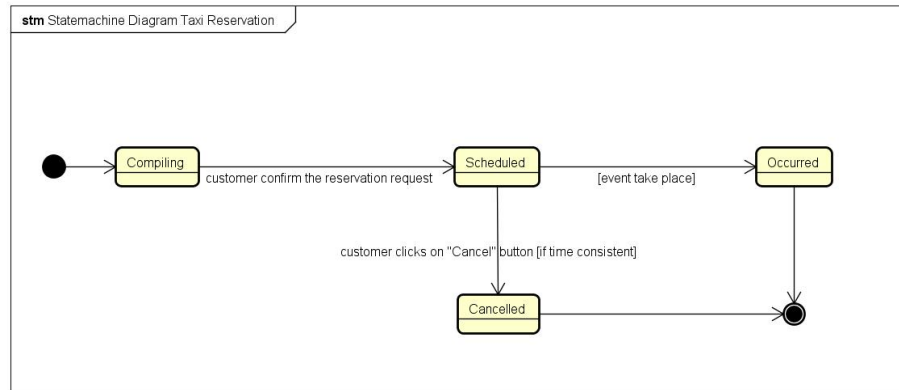 stm Statemachine Diagram Taxi Reservation
Compiling
customer confirm the reservation request
Scheduled
[event take place]
Occurred
customer clicks on "Cancel" button [if time consistent]
Cancelled